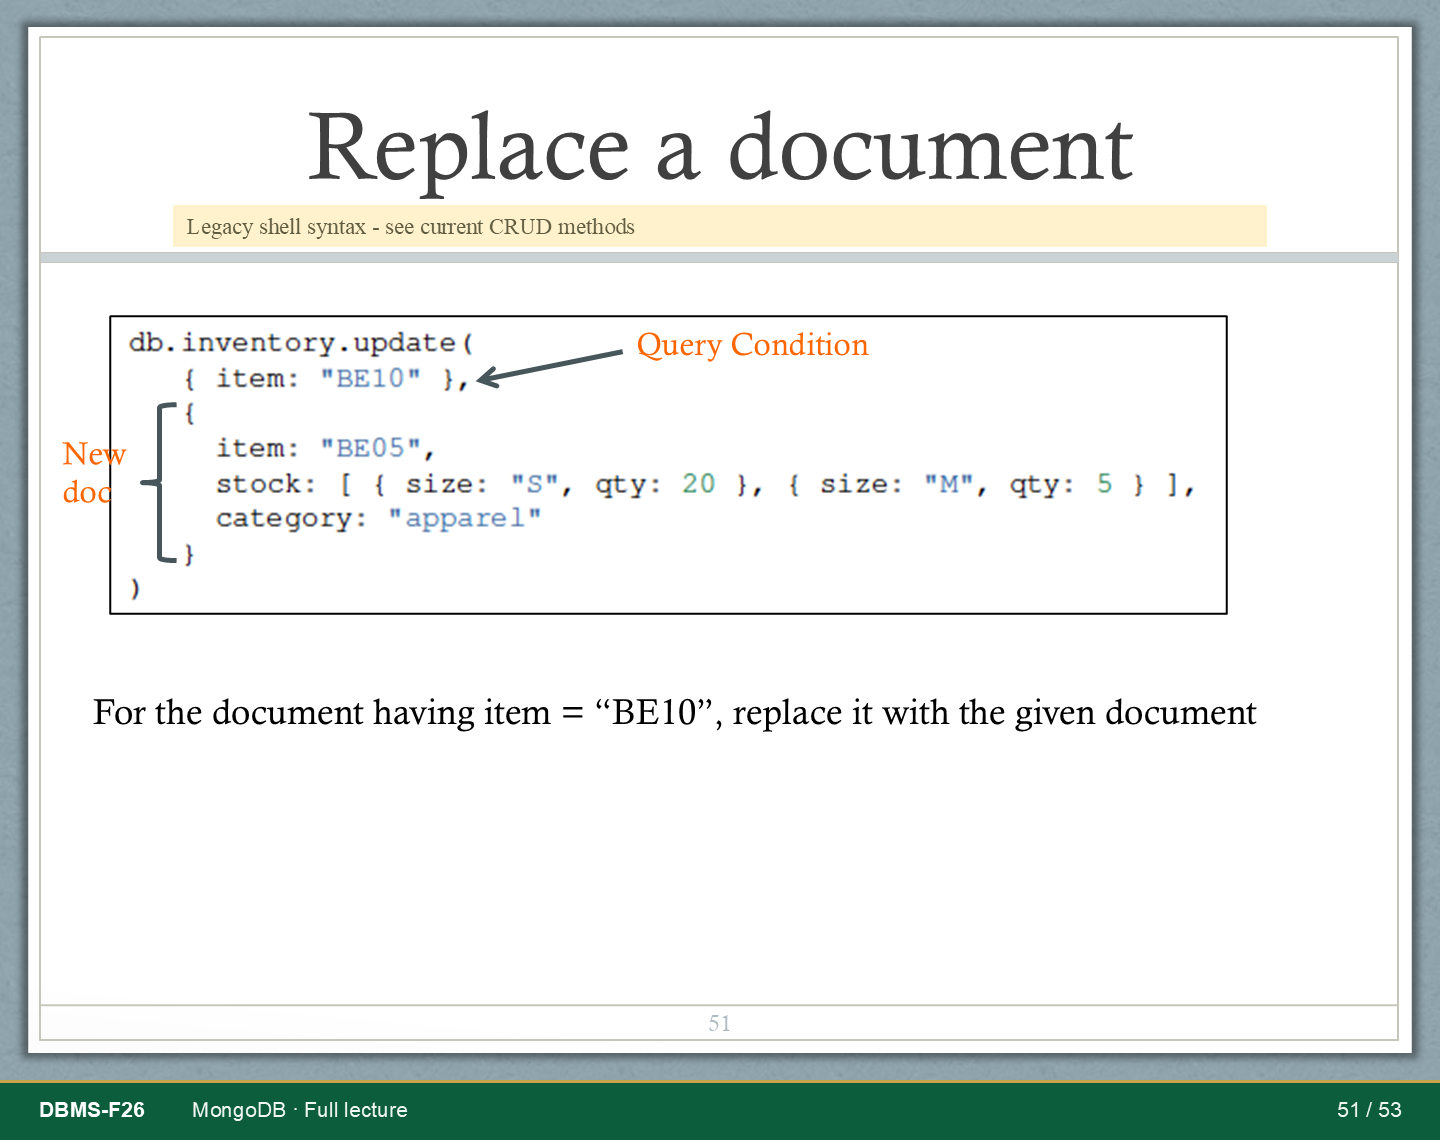 Replace a document
Legacy shell syntax - see current CRUD methods
db.inventory.update(
Query Condition
{ item: "BE10" },
{
New
doc
item: "BE05",
stock: [ { size: "S", qty: 20 }, { size: "M", qty: 5 } ],
category: "apparel"
}
)
For the document having item = “BE10”, replace it with the given document
51
DBMS-F26 MongoDB · Full lecture 51 / 53